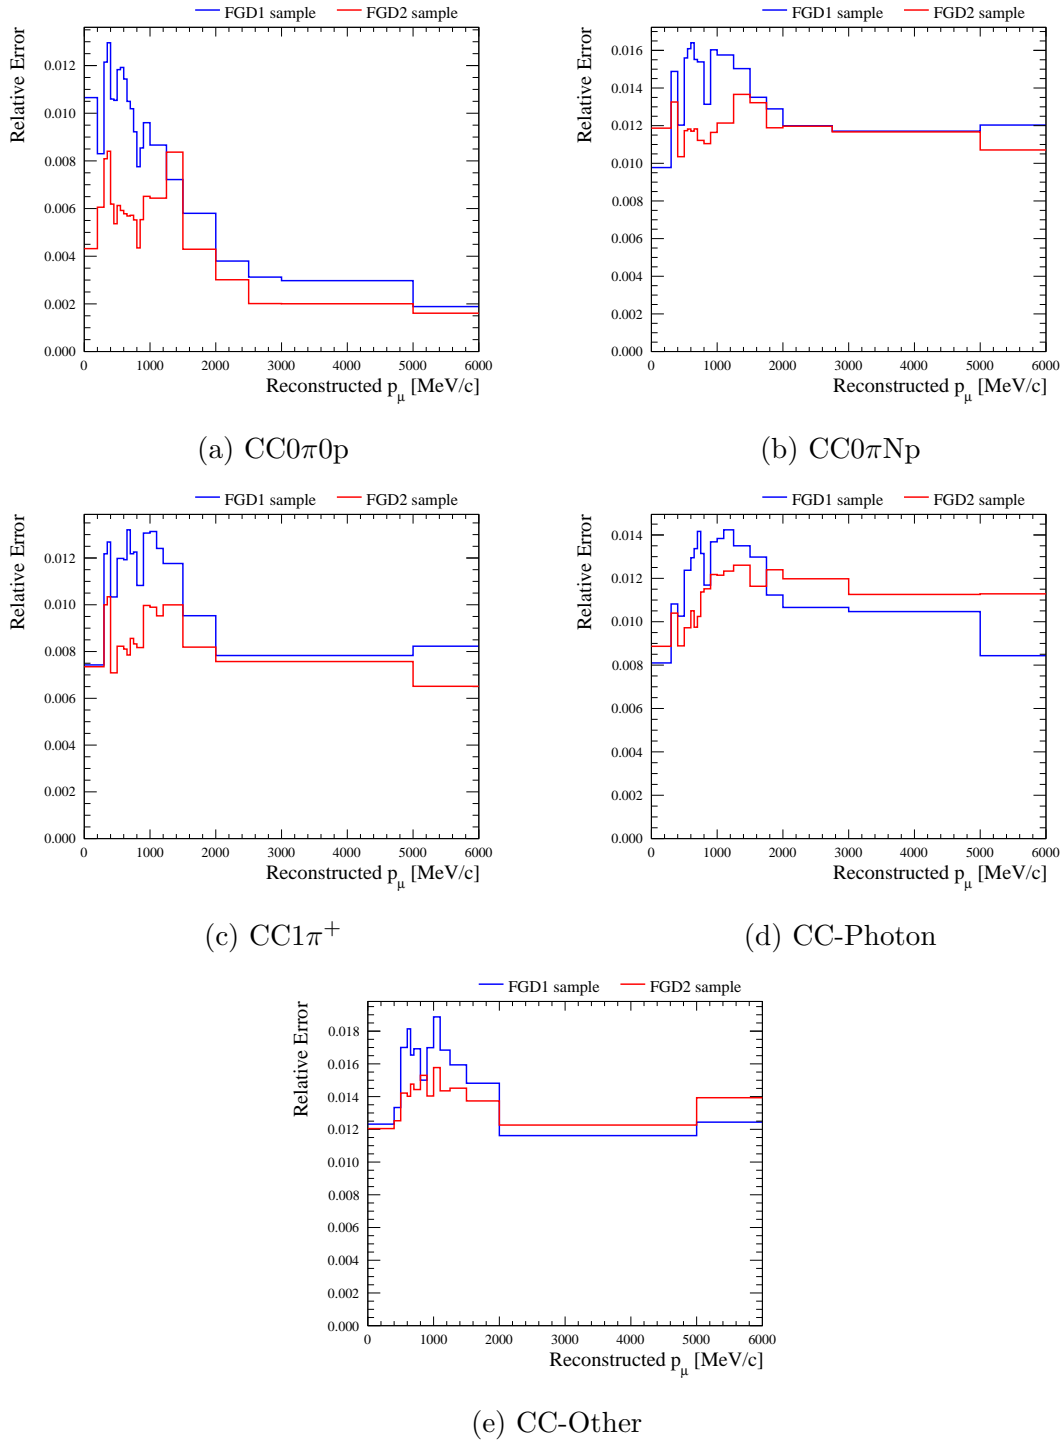 FGD1 sample FGD2 sample
Relative Error
0.012
0.010
0.008
0.006
0.004
0.002
0.000
0 1000 2000 3000 4000 5000 6000
Reconstructed pμ [MeV/c]
(a) CC0π0p
FGD1 sample FGD2 sample
Relative Error
0.016
0.014
0.012
0.010
0.008
0.006
0.004
0.002
0.000
0 1000 2000 3000 4000 5000 6000
Reconstructed pμ [MeV/c]
(b) CC0πNp
FGD1 sample FGD2 sample
Relative Error
0.012
0.010
0.008
0.006
0.004
0.002
0.000
0 1000 2000 3000 4000 5000 6000
Reconstructed pμ [MeV/c]
(c) CC1π+
FGD1 sample FGD2 sample
Relative Error
0.014
0.012
0.010
0.008
0.006
0.004
0.002
0.000
0 1000 2000 3000 4000 5000 6000
Reconstructed pμ [MeV/c]
(d) CC-Photon
FGD1 sample FGD2 sample
Relative Error
0.018
0.016
0.014
0.012
0.010
0.008
0.006
0.004
0.002
0.000
0 1000 2000 3000 4000 5000 6000
Reconstructed pμ [MeV/c]
(e) CC-Other